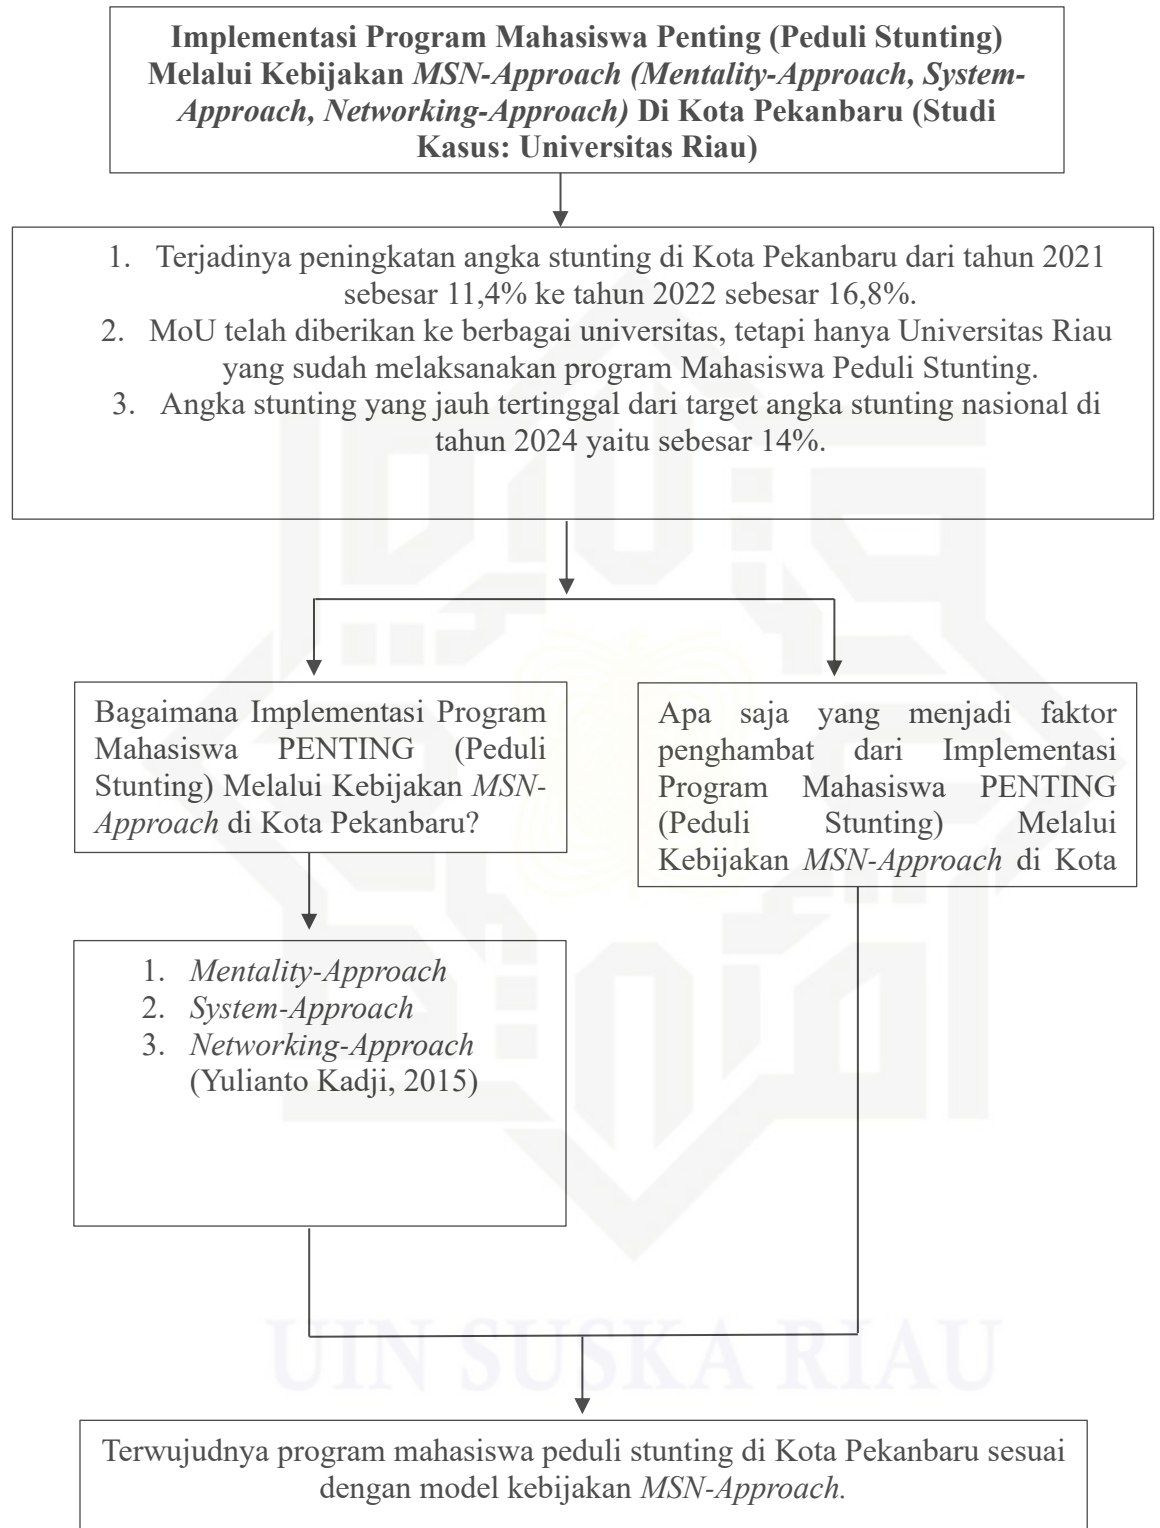 Implementasi Program Mahasiswa Penting (Peduli Stunting)
Melalui Kebijakan MSN-Approach (Mentality-Approach, System-
Approach, Networking-Approach) Di Kota Pekanbaru (Studi
Kasus: Universitas Riau)
1. Terjadinya peningkatan angka stunting di Kota Pekanbaru dari tahun 2021
sebesar 11,4% ke tahun 2022 sebesar 16,8%.
2. MoU telah diberikan ke berbagai universitas, tetapi hanya Universitas Riau
yang sudah melaksanakan program Mahasiswa Peduli Stunting.
3. Angka stunting yang jauh tertinggal dari target angka stunting nasional di
tahun 2024 yaitu sebesar 14%.
Bagaimana Implementasi Program
Mahasiswa PENTING (Peduli
Stunting) Melalui Kebijakan MSN-
Approach di Kota Pekanbaru?
Apa saja yang menjadi faktor
penghambat dari Implementasi
Program Mahasiswa PENTING
(Peduli Stunting) Melalui
Kebijakan MSN-Approach di Kota
1. Mentality-Approach
2. System-Approach
3. Networking-Approach
(Yulianto Kadji, 2015)
UIN SUSKA RIAU
Terwujudnya program mahasiswa peduli stunting di Kota Pekanbaru sesuai
dengan model kebijakan MSN-Approach.